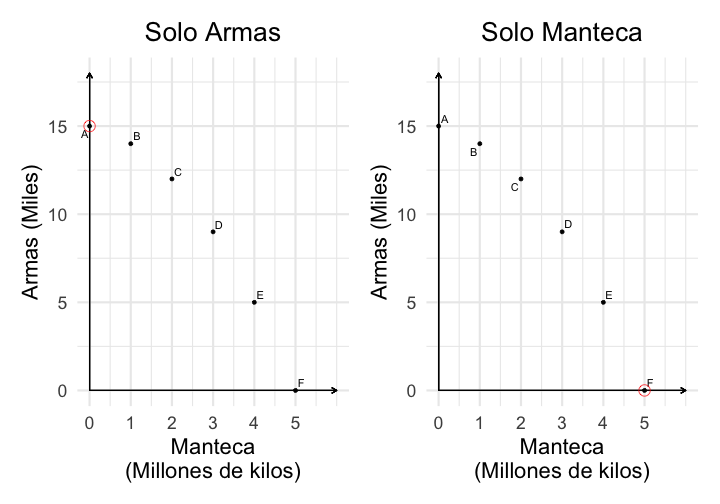 Solo Armas
Armas (Miles)
15
10
5
0
A
B
C
D
E
F
0 1 2 3 4 5
Manteca
(Millones de kilos)
Solo Manteca
Armas (Miles)
15
10
5
0
A
B
C
D
E
F
0 1 2 3 4 5
Manteca
(Millones de kilos)